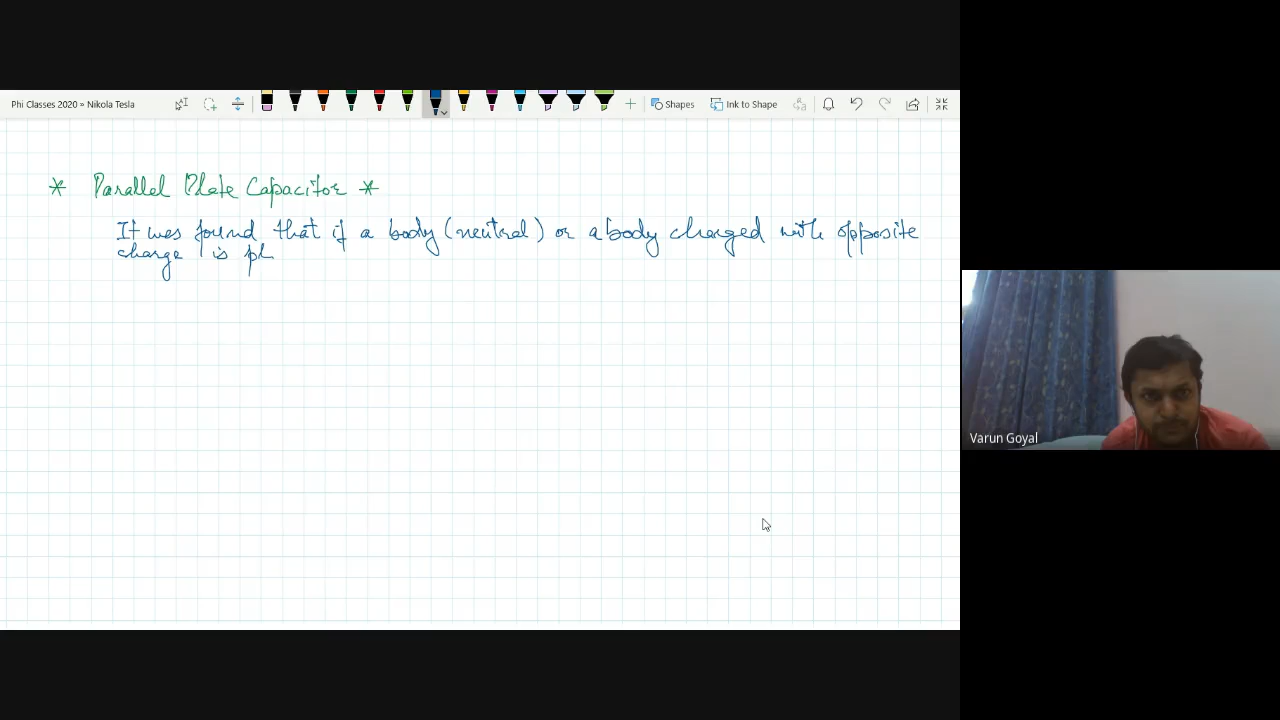 Phi Classes 2020 » Nikola Tesla
Shapes
Ink to Shape
* Parallel Plate Capacitor *
It was found that if a body (neutral) or a body charged with opposite
charge is pl
Varun Goyal